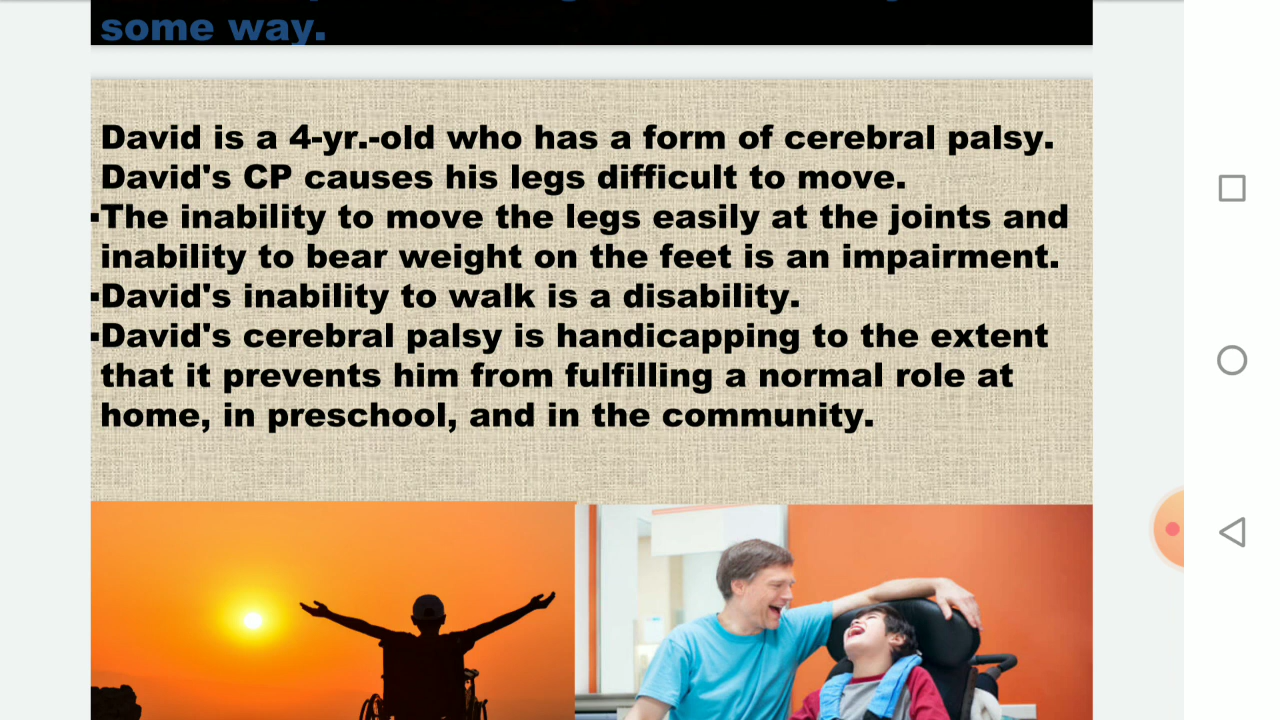 some way.
David is a 4-yr.-old who has a form of cerebral palsy.
David's CP causes his legs difficult to move.
▪The inability to move the legs easily at the joints and
inability to bear weight on the feet is an impairment.
▪David's inability to walk is a disability.
▪David's cerebral palsy is handicapping to the extent
that it prevents him from fulfilling a normal role at
home, in preschool, and in the community.